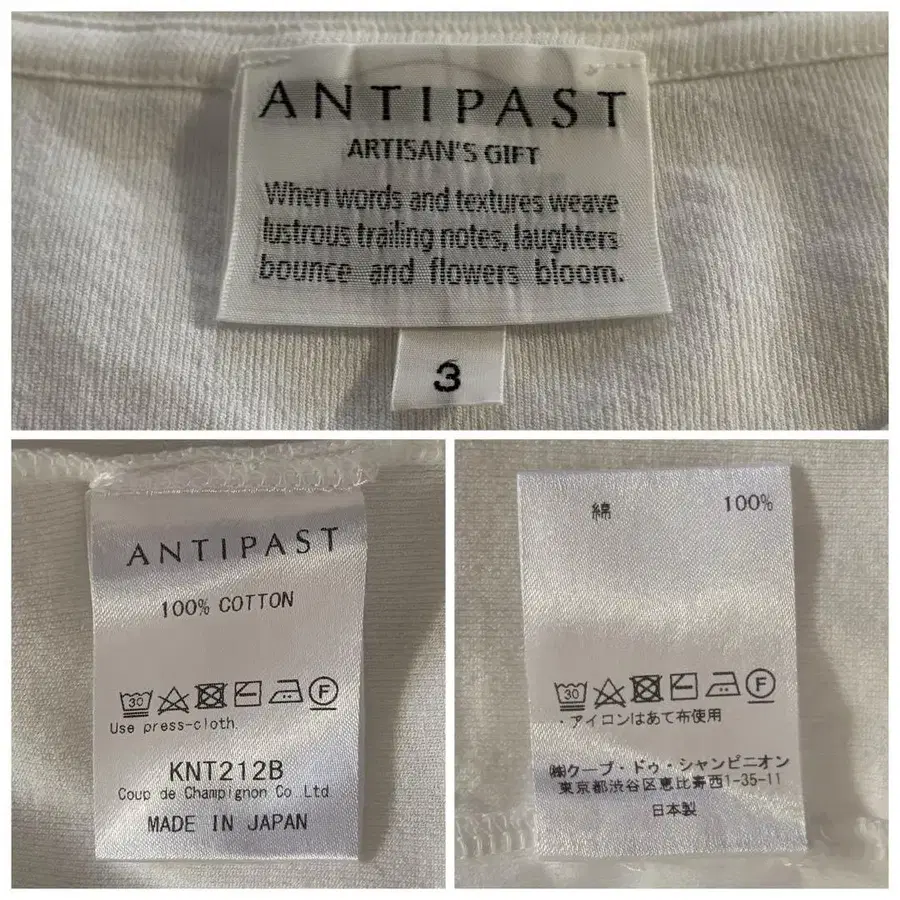 ANTIPAST
ARTISAN'S GIFT
When words and textures weave
lustrous trailing notes, laughters
bounce and flowers bloom.
3
ANTIPAST
100% COTTON
30 F
Use press-cloth.
KNT212B
Coup de Champignon Co Ltd
MADE IN JAPAN
綿 100%
30 F
・アイロンはあて布使用
㈱クープ・ドゥ・シャンピニオン
東京都渋谷区恵比寿西1-35-11
日本製